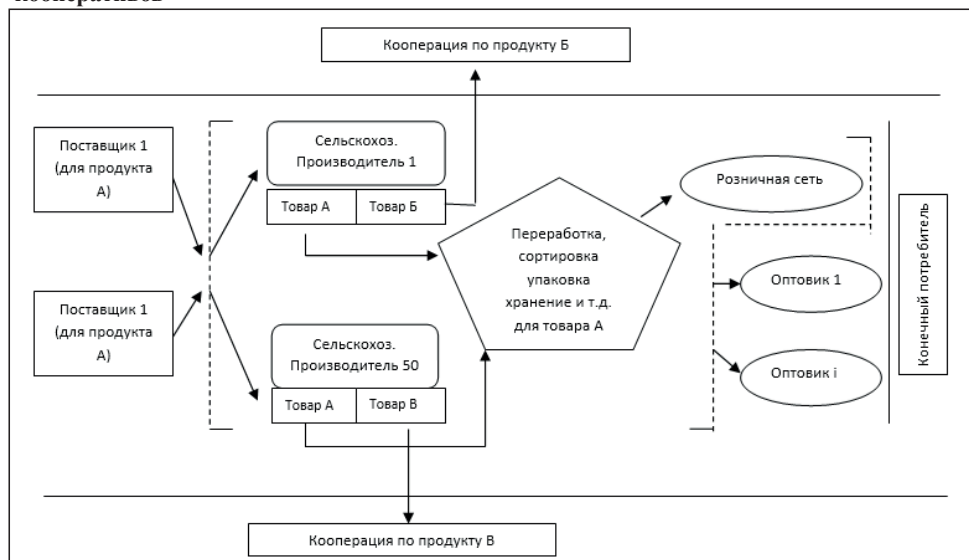 кооперативов
Кооперация по продукту Б
Поставщик 1
(для продукта
А)
Сельскохоз.
Производитель 1
Товар А
Товар Б
Розничная сеть
Переработка,
сортировка
упаковка
хранение и т.д.
для товара А
Поставщик 1
(для продукта
А)
Оптовик 1
Сельскохоз.
Производитель 50
Товар А
Товар В
Оптовик i
Конечный потребитель
Кооперация по продукту В